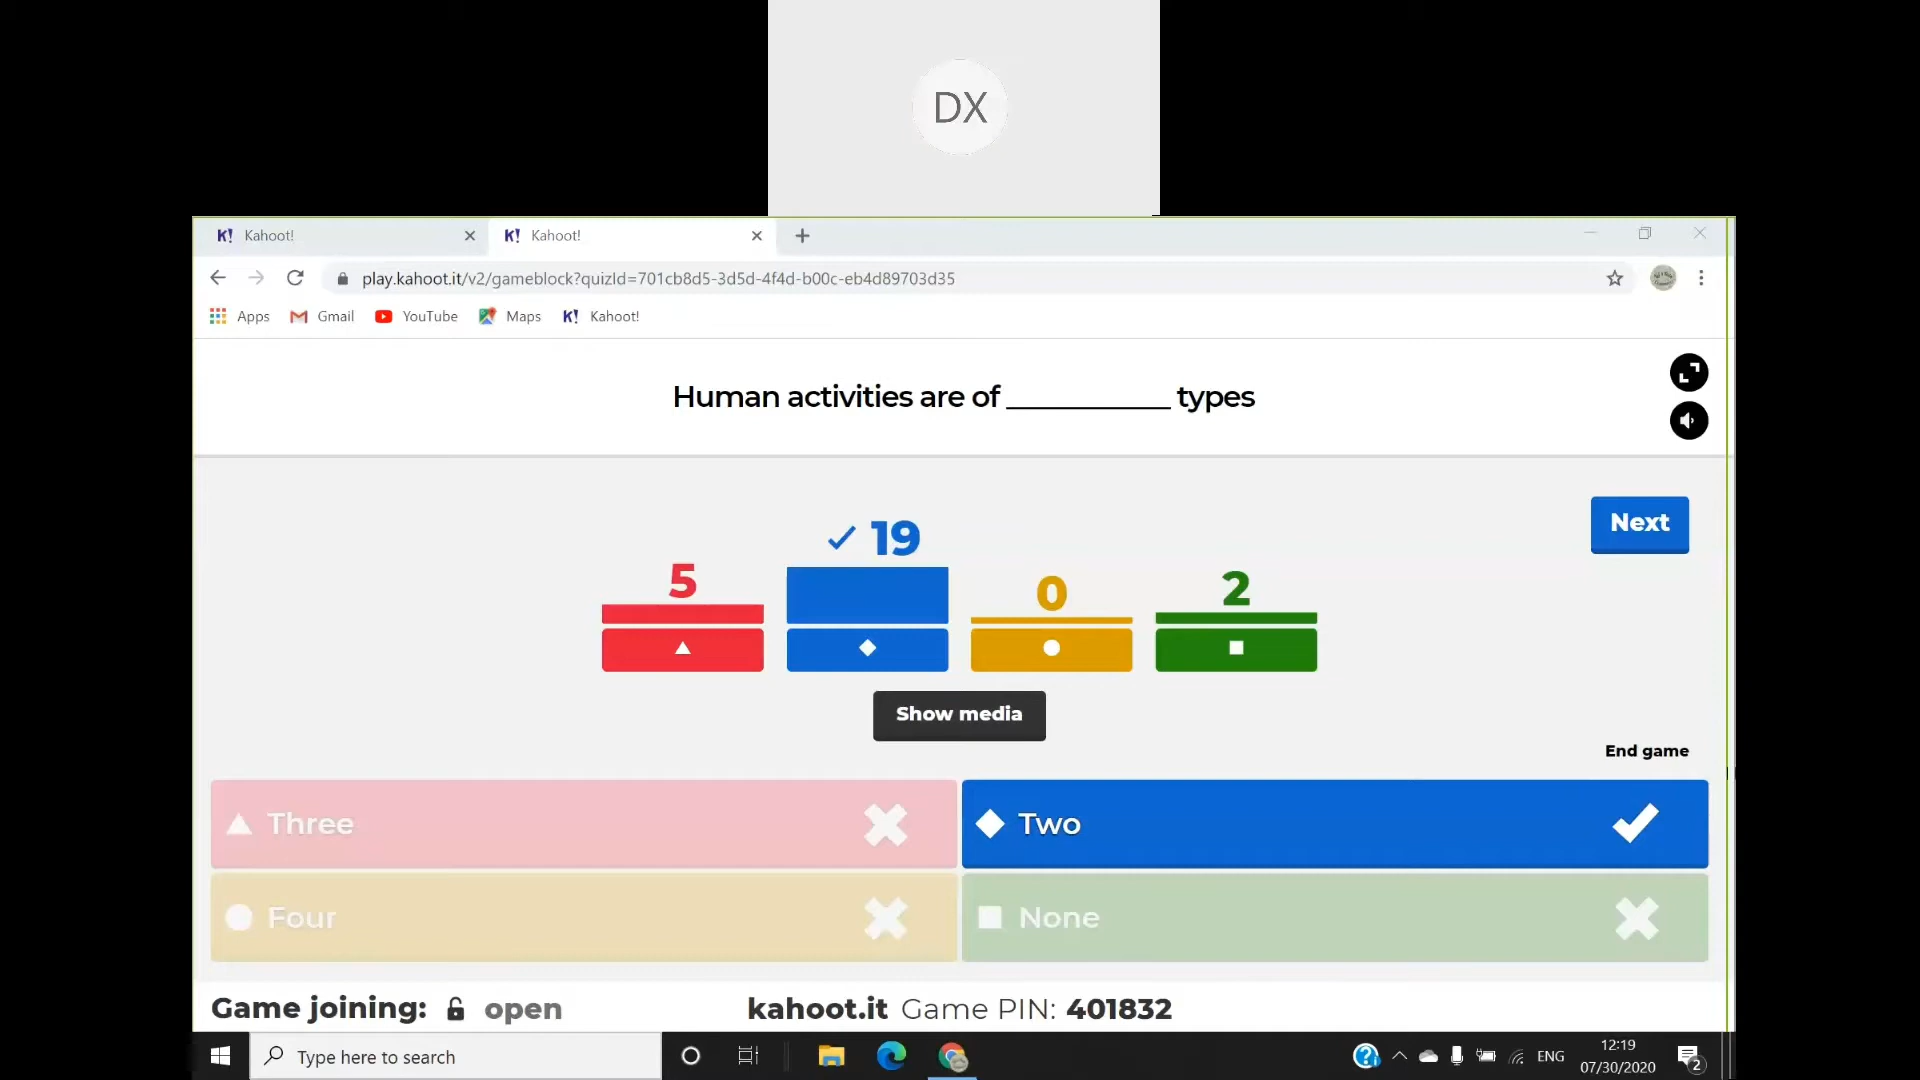 DX
K! Kahoot!
K! Kahoot!
play.kahoot.it/v2/gameblock?quizId=701cb8d5-3d5d-4f4d-b00c-eb4d89703d35
Apps
Gmail
YouTube
Maps
K! Kahoot!
Human activities are of ___________ types
Next
5
19
0
2
Show media
End game
Three
Two
Four
None
Game joining: open
kahoot.it Game PIN: 401832
Type here to search
ENG
12:19
07/30/2020
2